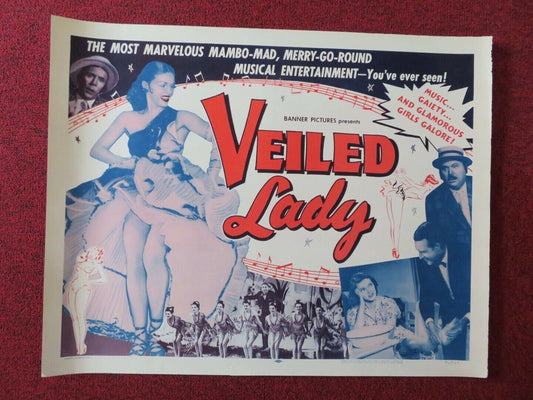 THE MOST MARVELOUS MAMBO-MAD, MERRY-GO-ROUND
MUSICAL ENTERTAINMENT—You've ever seen!
MUSIC...
GAIETY...
AND GLAMOROUS
GIRLS GALORE!
BANNER PICTURES presents
VEILED
Lady